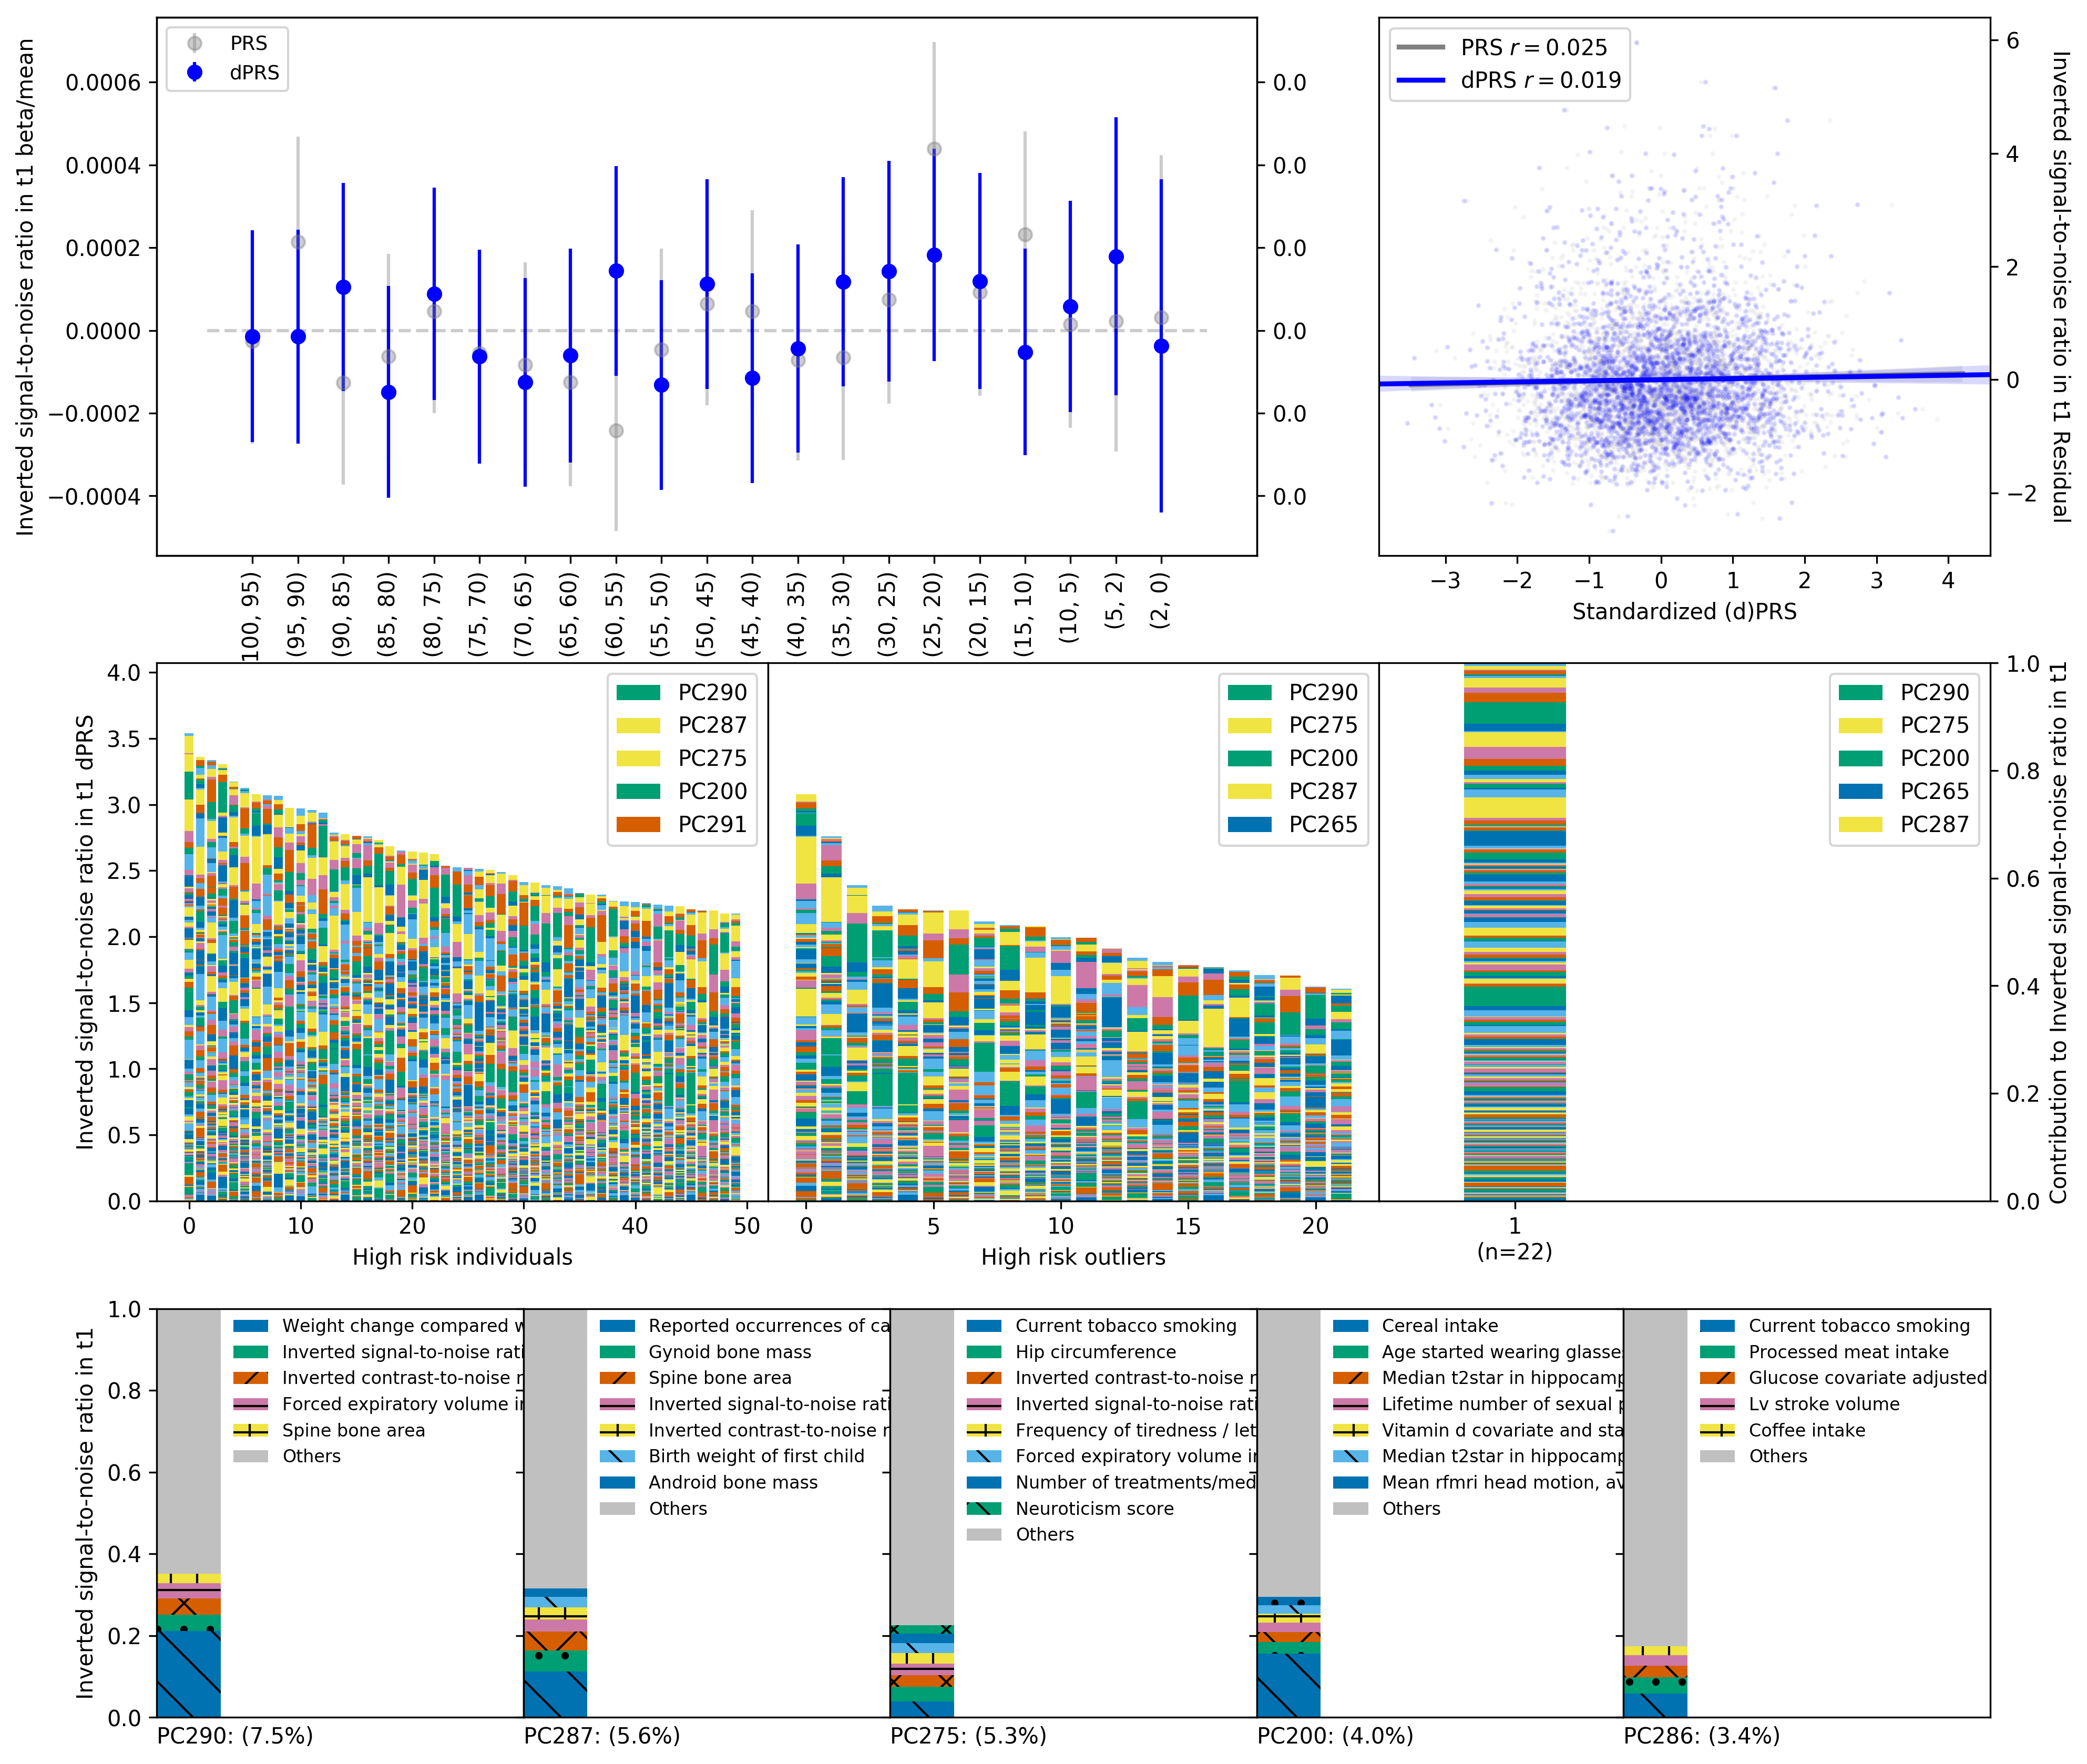 Inverted signal-to-noise ratio in t1 beta/mean
PRS
dPRS
0.0006
0.0004
0.0002
0.0000
−0.0002
−0.0004
0.0
0.0
0.0
0.0
0.0
0.0
100, 95)
(95, 90)
(90, 85)
(85, 80)
(80, 75)
(75, 70)
(70, 65)
(65, 60)
(60, 55)
(55, 50)
(50, 45)
(45, 40)
(40, 35)
(35, 30)
(30, 25)
(25, 20)
(20, 15)
(15, 10)
(10, 5)
(5, 2)
(2, 0)
PRS r = 0.025
dPRS r = 0.019
6
4
2
0
−2
Inverted signal-to-noise ratio in t1 Residual
−3 −2 −1 0 1 2 3 4
Standardized (d)PRS
Inverted signal-to-noise ratio in t1 dPRS
4.0
3.5
3.0
2.5
2.0
1.5
1.0
0.5
0.0
PC290
PC287
PC275
PC200
PC291
0 10 20 30 40 50
High risk individuals
PC290
PC275
PC200
PC287
PC265
0 5 10 15 20
High risk outliers
PC290
PC275
PC200
PC265
PC287
1
(n=22)
1.0
0.8
0.6
0.4
0.2
0.0
Contribution to Inverted signal-to-noise ratio in t1
Inverted signal-to-noise ratio in t1
1.0
0.8
0.6
0.4
0.2
0.0
Weight change compared w
Inverted signal-to-noise rati
Inverted contrast-to-noise r
Forced expiratory volume in
Spine bone area
Others
PC290: (7.5%)
Reported occurrences of ca
Gynoid bone mass
Spine bone area
Inverted signal-to-noise rati
Inverted contrast-to-noise r
Birth weight of first child
Android bone mass
Others
PC287: (5.6%)
Current tobacco smoking
Hip circumference
Inverted contrast-to-noise r
Inverted signal-to-noise rati
Frequency of tiredness / let
Forced expiratory volume in
Number of treatments/med
Neuroticism score
Others
PC275: (5.3%)
Cereal intake
Age started wearing glasse
Median t2star in hippocamp
Lifetime number of sexual p
Vitamin d covariate and sta
Median t2star in hippocamp
Mean rfmri head motion, av
Others
PC200: (4.0%)
Current tobacco smoking
Processed meat intake
Glucose covariate adjusted
Lv stroke volume
Coffee intake
Others
PC286: (3.4%)